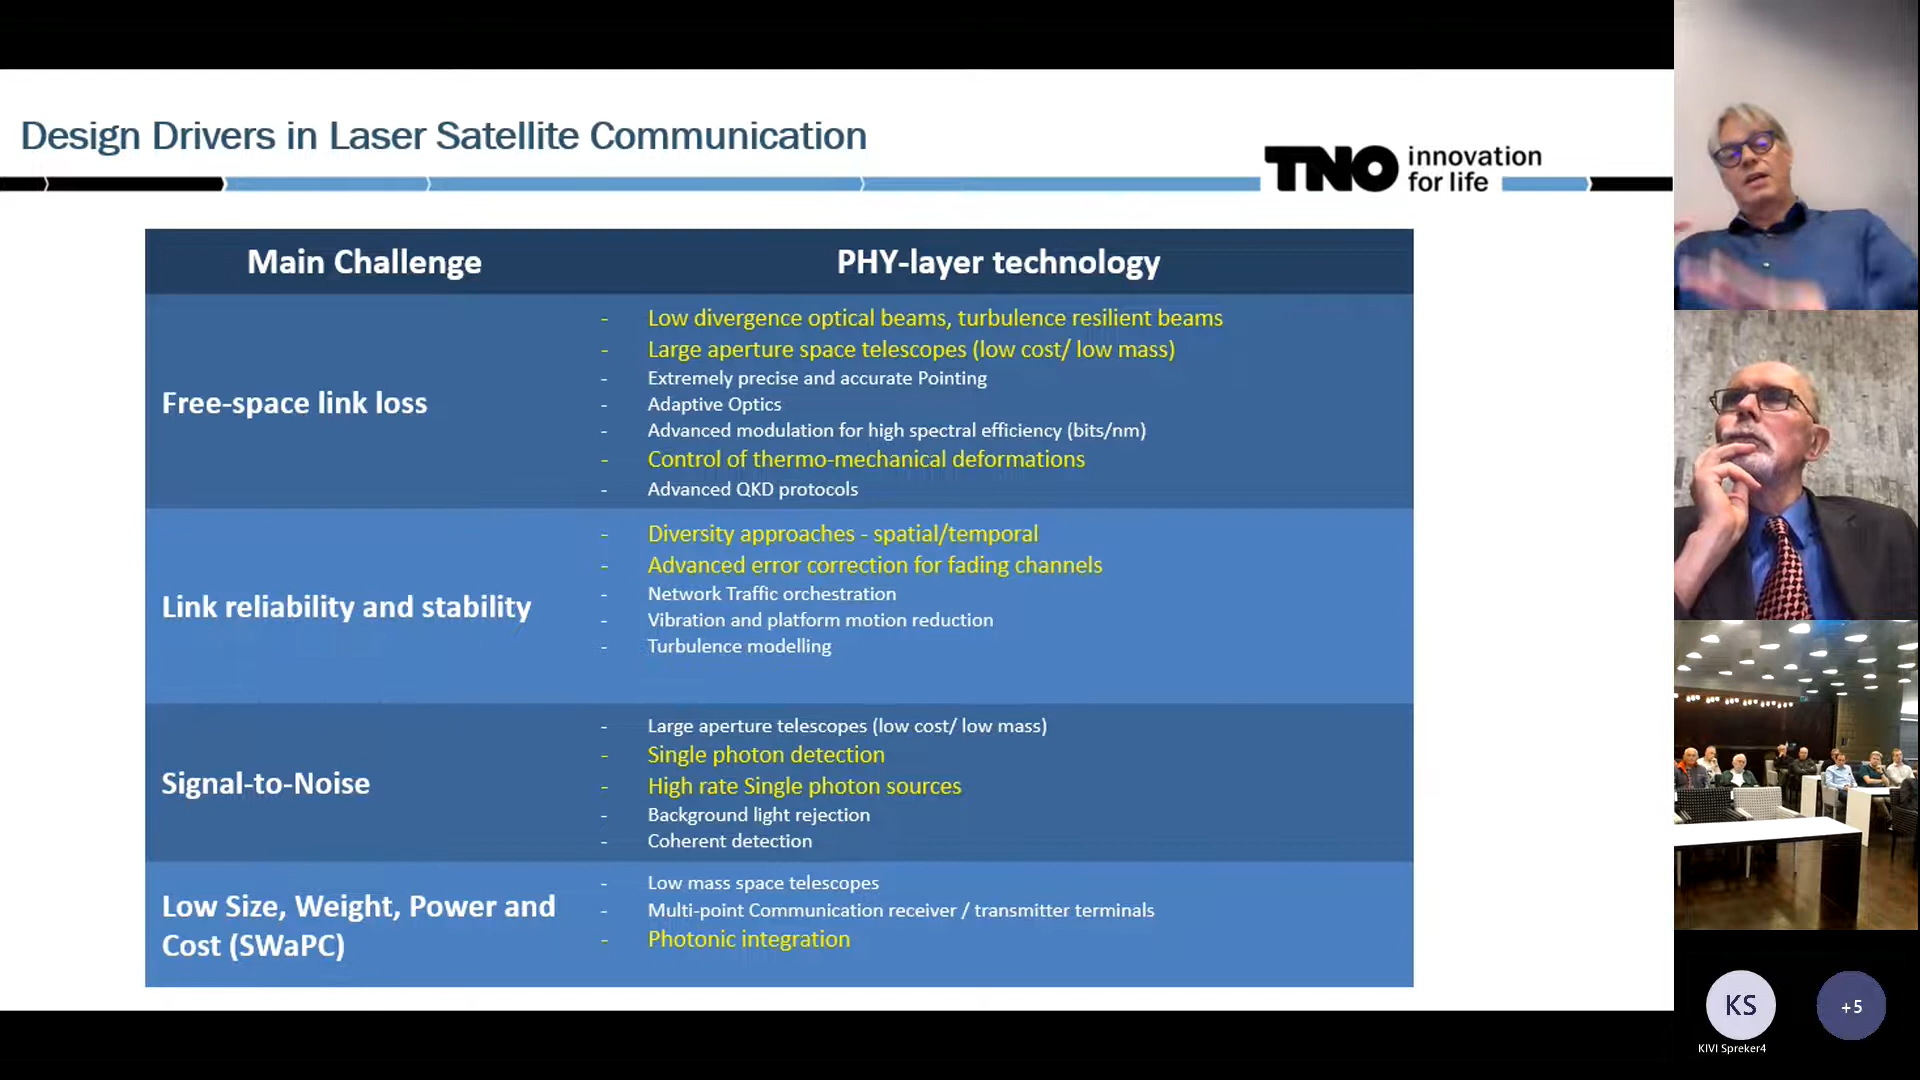 Design Drivers in Laser Satellite Communication
TNO innovation
for life
Main Challenge
PHY-layer technology
Free-space link loss
- Low divergence optical beams, turbulence resilient beams
- Large aperture space telescopes (low cost/ low mass)
- Extremely precise and accurate Pointing
- Adaptive Optics
- Advanced modulation for high spectral efficiency (bits/nm)
- Control of thermo-mechanical deformations
- Advanced QKD protocols
Link reliability and stability
- Diversity approaches - spatial/temporal
- Advanced error correction for fading channels
- Network Traffic orchestration
- Vibration and platform motion reduction
- Turbulence modelling
Signal-to-Noise
- Large aperture telescopes (low cost/ low mass)
- Single photon detection
- High rate Single photon sources
- Background light rejection
- Coherent detection
Low Size, Weight, Power and
Cost (SWaPC)
- Low mass space telescopes
- Multi-point Communication receiver / transmitter terminals
- Photonic integration
KS
+5
KIVI Spreker4